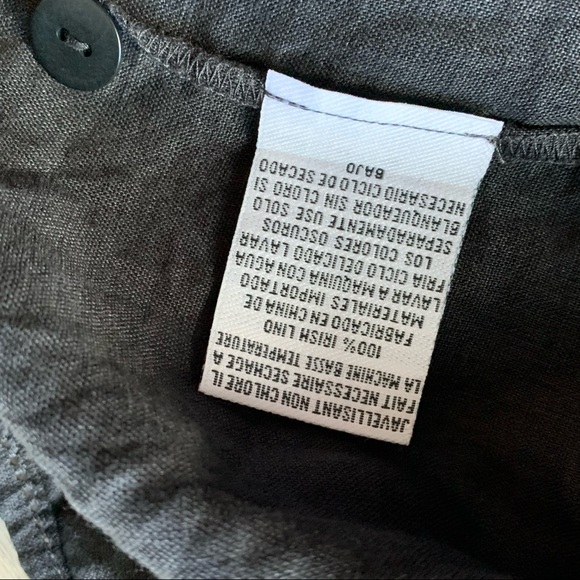 JAVELLISANT NON CHLORE IL
FAIT NECESSAIRE SECHAGE A
LA MACHINE BASSE TEMPERATURE
100% IRISH LINO
FABRICADO EN CHINA DE
MATERIALES IMPORTADO
LAVAR A MAQUINA CON AGUA
FRIA CICLO DELICADO LAVAR
LOS COLORES OSCUROS
SEPARADAMENTE USE SOLO
BLANQUEADOR SIN CLORO SI
NECESARIO CICLO DE SECADO
BAJO